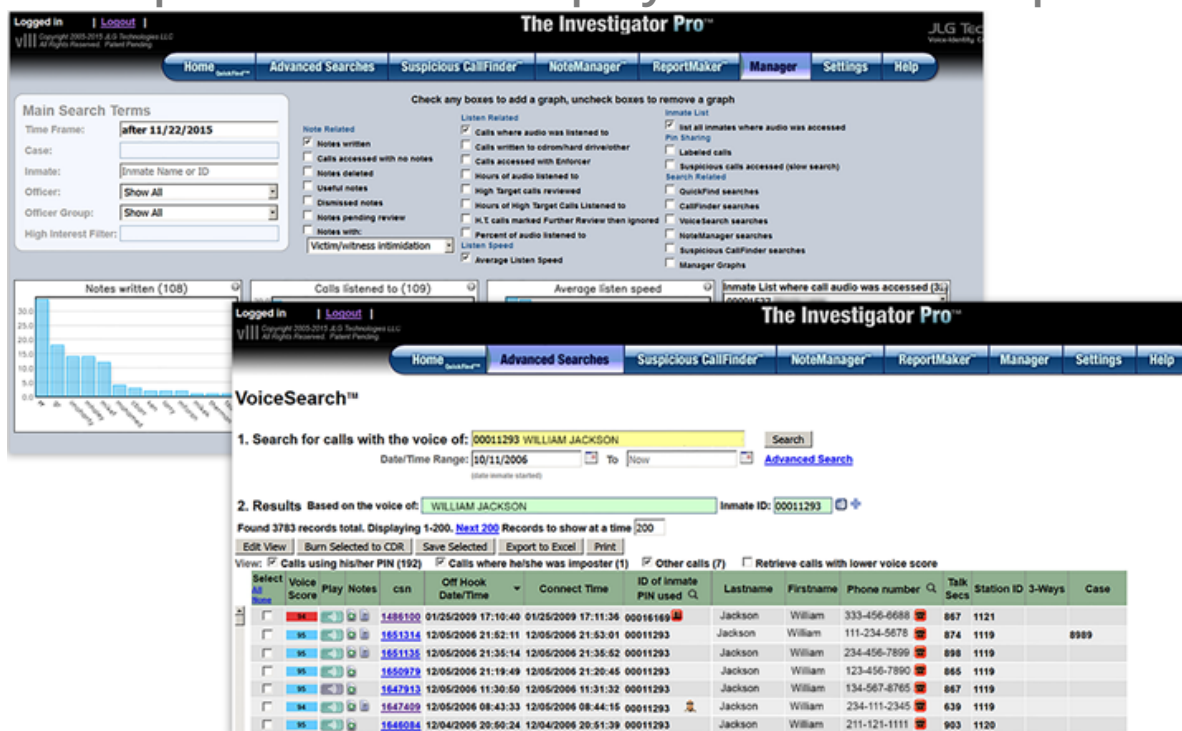 Logged in | Logout |
The Investigator Pro™
JLG Tec
Copyright 2005-2015 JLG Technologies LLC
All Rights Reserved. Patent Pending.
Home QuickFind™ Advanced Searches Suspicious CallFinder™ NoteManager™ ReportMaker™ Manager Settings Help
Check any boxes to add a graph, uncheck boxes to remove a graph
Main Search Terms
Time Frame: after 11/22/2015
Case:
Inmate: Inmate Name or ID
Officer: Show All
Officer Group: Show All
High Interest Filter:
Note Related
Notes written
Calls accessed with no notes
Notes deleted
Useful notes
Dismissed notes
Notes pending review
Notes with:
Victim/witness intimidation
Listen Related
Calls where audio was listened to
Calls written to cdrom/hard drive/other
Calls accessed with Enforcer
Hours of audio listened to
High Target calls reviewed
Hours of High Target Calls Listened to
H.T. calls marked Further Review then ignored
Percent of audio listened to
Listen Speed
Average Listen Speed
Inmate List
list all inmates where audio was accessed
Pin Sharing
Labeled calls
Suspicious calls accessed (slow search)
Search Related
QuickFind searches
CallFinder searches
VoiceSearch searches
NoteManager searches
Suspicious CallFinder searches
Manager Graphs
Notes written (108)
Calls listened to (109)
Average listen speed
Inmate List where call audio was accessed
30.0
25.0
20.0
15.0
10.0
5.0
0.0
Logged in | Logout |
The Investigator Pro™
Copyright 2005-2015 JLG Technologies LLC
All Rights Reserved. Patent Pending.
Home QuickFind™ Advanced Searches Suspicious CallFinder™ NoteManager™ ReportMaker™ Manager Settings Help
VoiceSearch™
1. Search for calls with the voice of: 00011293 WILLIAM JACKSON Search
Date/Time Range: 10/11/2006 To Now Advanced Search
(date inmate started)
2. Results Based on the voice of: WILLIAM JACKSON Inmate ID: 00011293
Found 3783 records total. Displaying 1-200. Next 200 Records to show at a time 200
Edit View Burn Selected to CDR Save Selected Export to Excel Print
View: Calls using his/her PIN (192) Calls where he/she was imposter (1) Other calls (7) Retrieve calls with lower voice score
Select All None Voice Score Play Notes csn Off Hook Date/Time Connect Time ID of inmate PIN used Lastname Firstname Phone number Talk Secs Station ID 3-Ways Case
94 1486100 01/25/2009 17:10:40 01/25/2009 17:11:36 00016169 Jackson William 333-456-6688 867 1121
95 1651314 12/05/2006 21:52:11 12/05/2006 21:53:01 00011293 Jackson William 111-234-5678 874 1119 8989
95 1651135 12/05/2006 21:35:14 12/05/2006 21:35:52 00011293 Jackson William 234-456-7899 898 1119
95 1650979 12/05/2006 21:19:49 12/05/2006 21:20:45 00011293 Jackson William 123-456-7890 865 1119
95 1647913 12/05/2006 11:30:50 12/05/2006 11:31:32 00011293 Jackson William 134-567-8765 867 1119
94 1647409 12/05/2006 08:43:33 12/05/2006 08:44:15 00011293 Jackson William 234-111-2345 639 1119
95 1646084 12/04/2006 20:50:24 12/04/2006 20:51:39 00011293 Jackson William 211-121-1111 903 1120